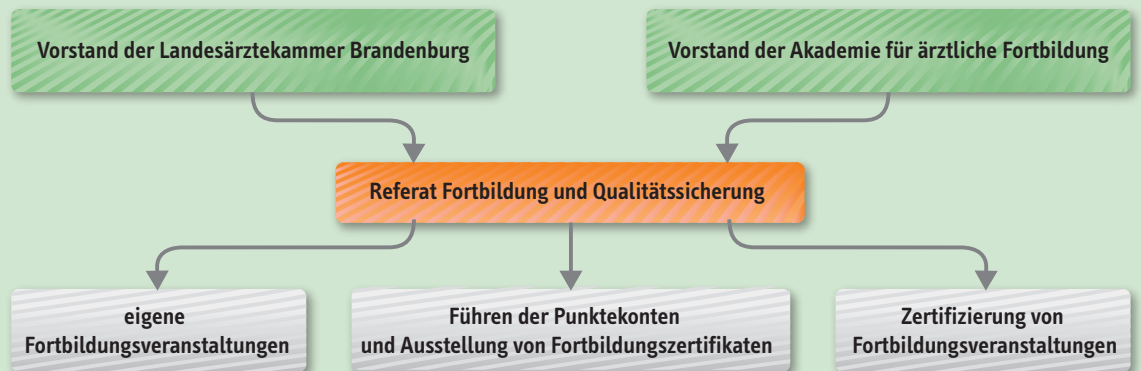 Vorstand der Landesärztekammer Brandenburg
Vorstand der Akademie für ärztliche Fortbildung
Referat Fortbildung und Qualitätssicherung
eigene
Fortbildungsveranstaltungen
Führen der Punktekonten
und Ausstellung von Fortbildungszertifikaten
Zertifizierung von
Fortbildungsveranstaltungen